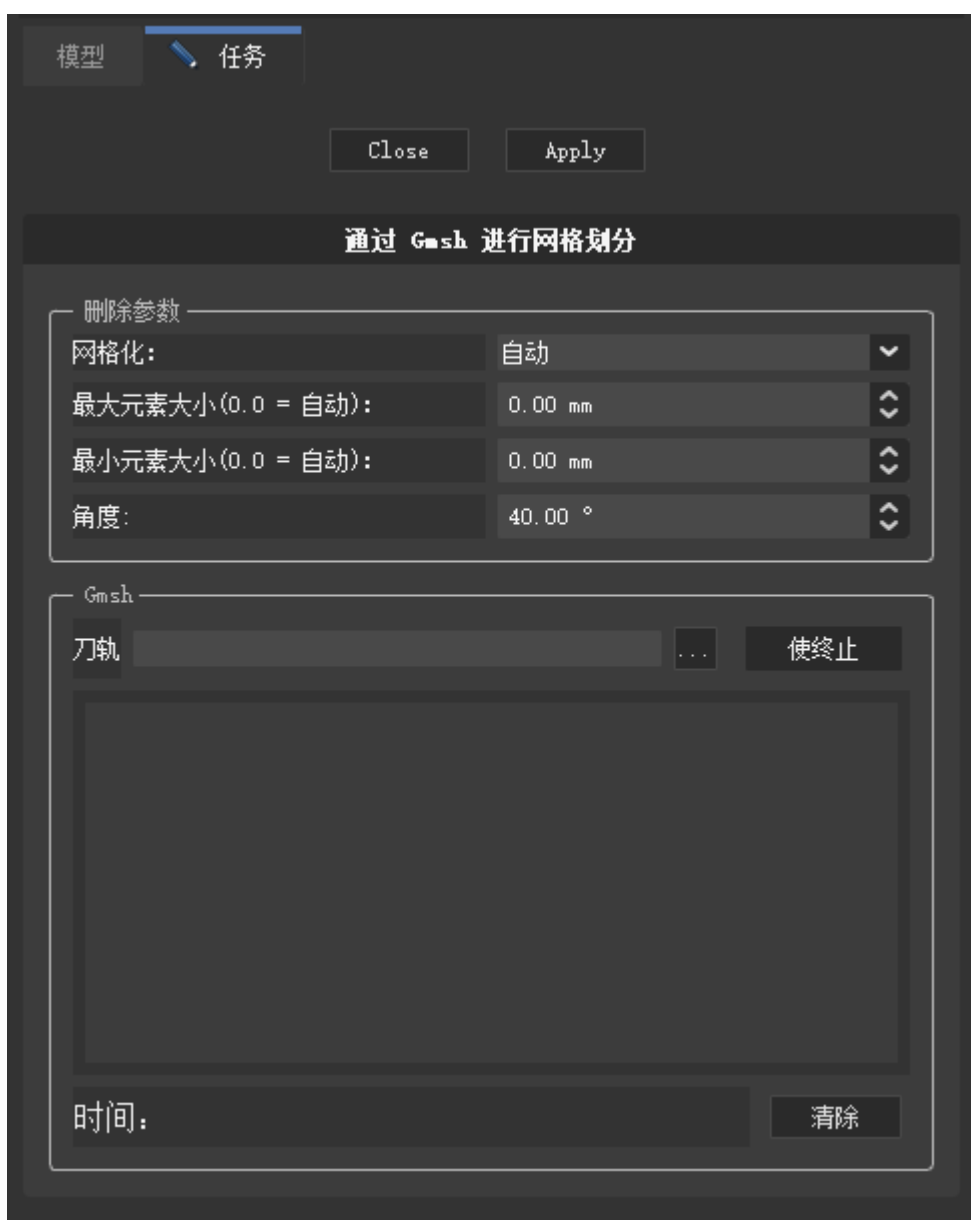 模型 任务
Close Apply
通过 Gmsh 进行网格划分
删除参数
网格化: 自动
最大元素大小(0.0 = 自动): 0.00 mm
最小元素大小(0.0 = 自动): 0.00 mm
角度: 40.00 °
Gmsh
刀轨 ... 使终止
时间: 清除